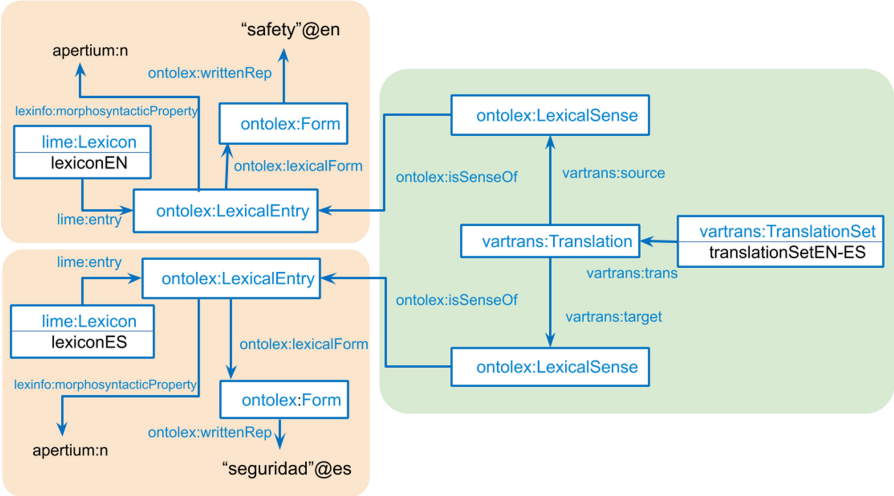 “safety”@en
apertium:n
ontolex:writtenRep
lexinfo:morphosyntacticProperty
ontolex:Form
lime:Lexicon
lexiconEN
ontolex:lexicalForm
lime:entry
ontolex:LexicalEntry
lime:entry
ontolex:LexicalEntry
lime:Lexicon
lexiconES
ontolex:lexicalForm
lexinfo:morphosyntacticProperty
ontolex:Form
ontolex:writtenRep
apertium:n
“seguridad”@es
ontolex:LexicalSense
ontolex:isSenseOf
vartrans:source
vartrans:Translation
vartrans:TranslationSet
translationSetEN-ES
vartrans:trans
ontolex:isSenseOf
vartrans:target
ontolex:LexicalSense